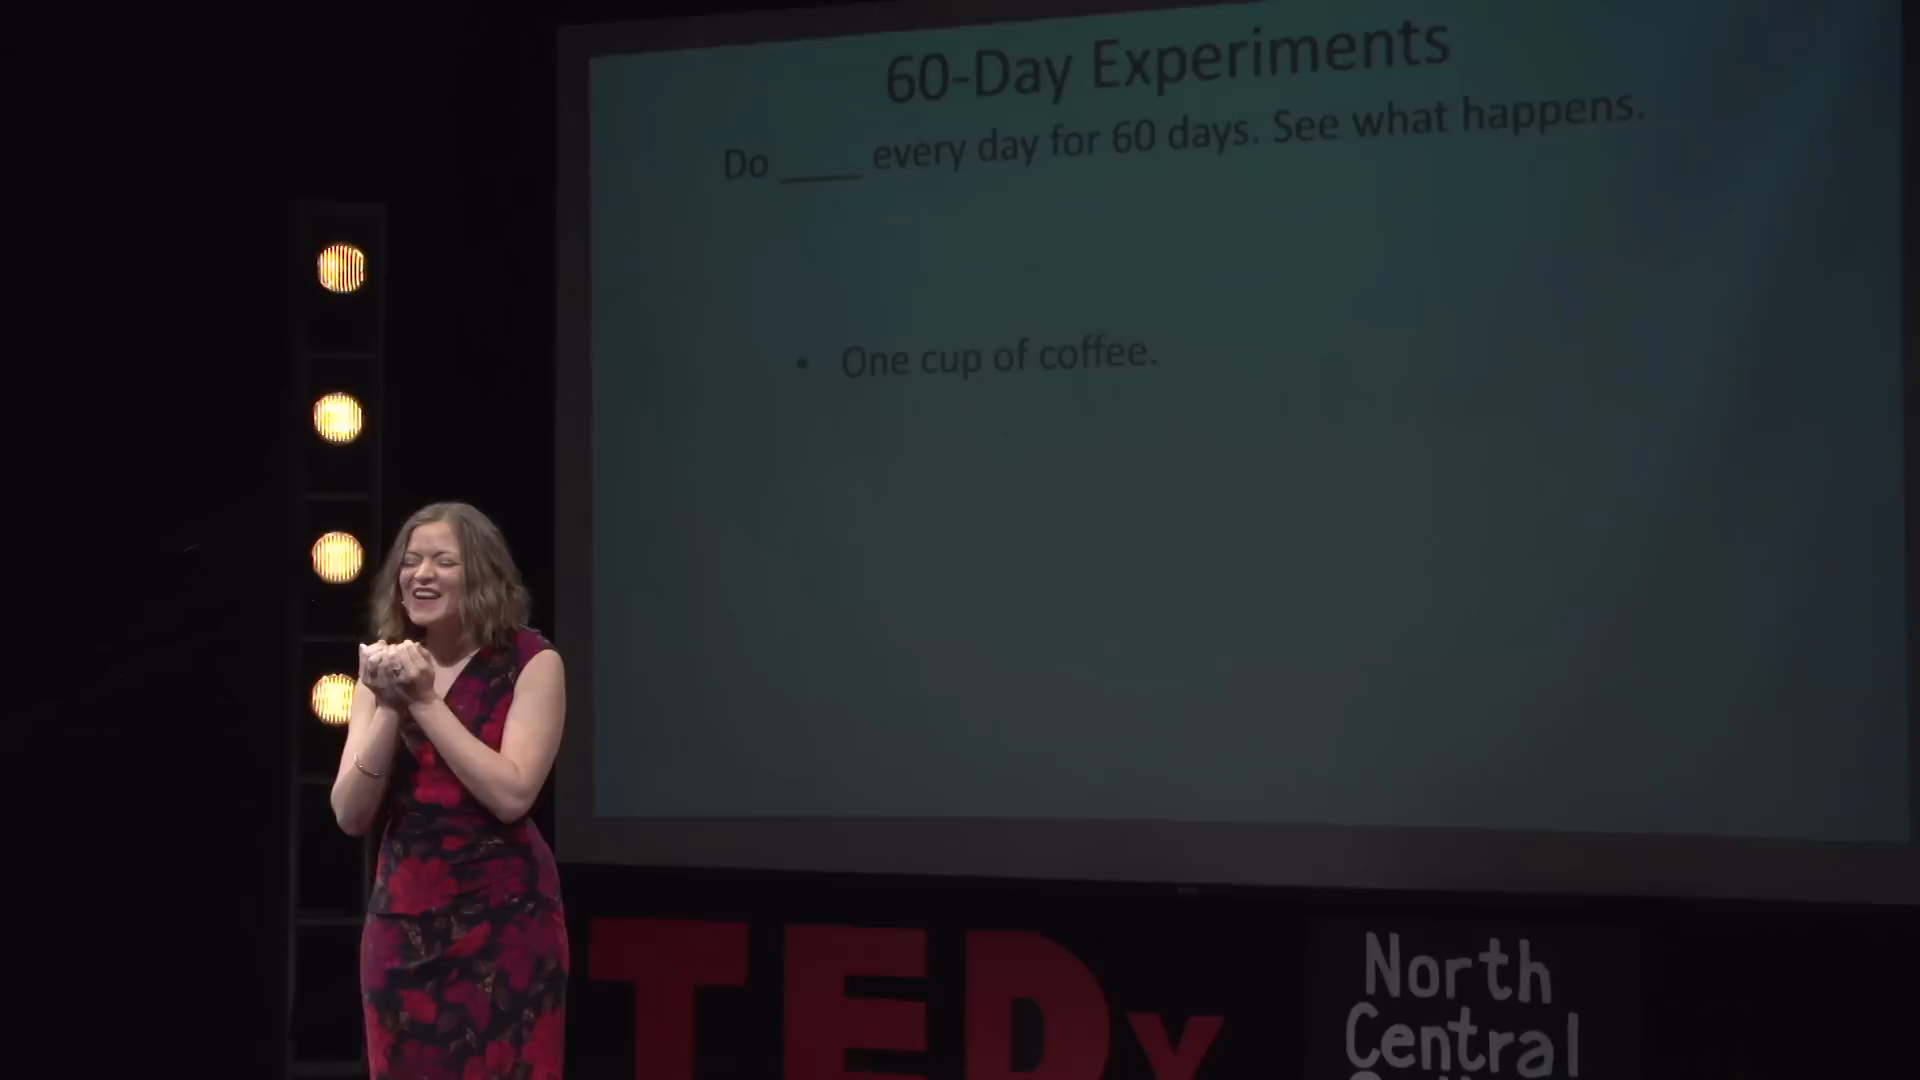 60-Day Experiments
Do _____ every day for 60 days. See what happens.
• One cup of coffee.
TEDx
North
Central